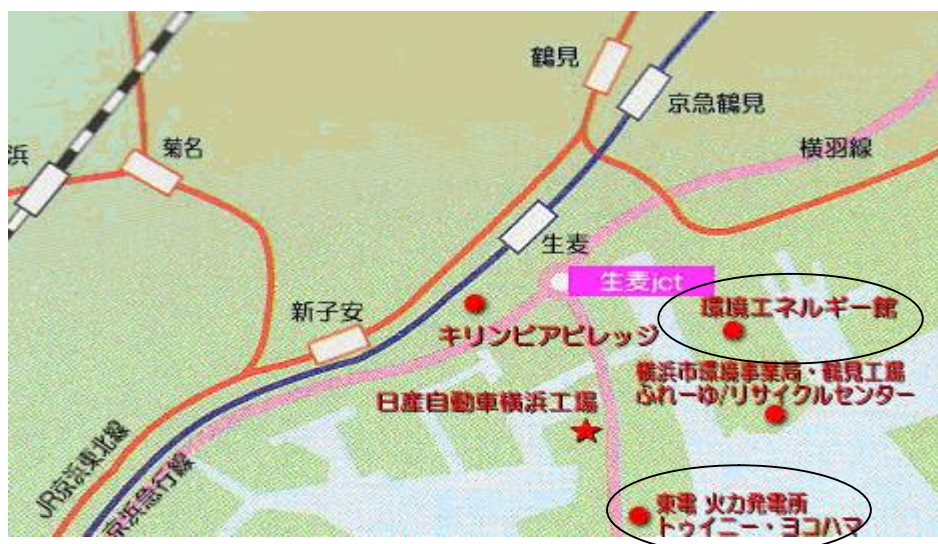 鶴見
京急鶴見
菊名
浜
横羽線
生麦
生麦jct
新子安
キリンビアビレッジ
環境エネルギー館
横浜市環境事業局・鶴見工場
ふれーゆ/リサイクルセンター
日産自動車横浜工場
JR京浜東北線
京浜急行線
東電 火力発電所
トゥイニー・ヨコハマ